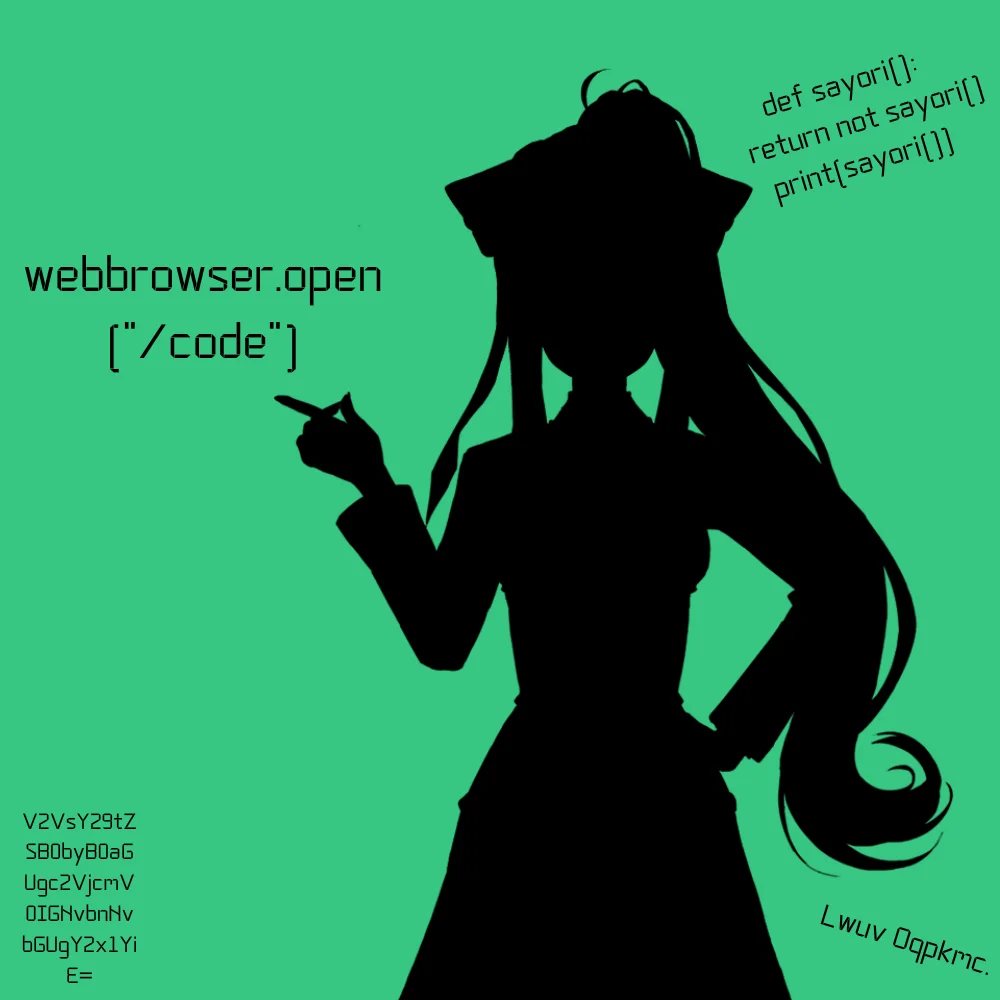 def sayori():
return not sayori()
print(sayori())
webbrowser.open
("/code")
V2VsY29tZ
SB0byB0aG
Ugc2VjcmV
0IGNvbnNv
bGUgY2x1Yi
E=
Lwuv Oqpkmc.